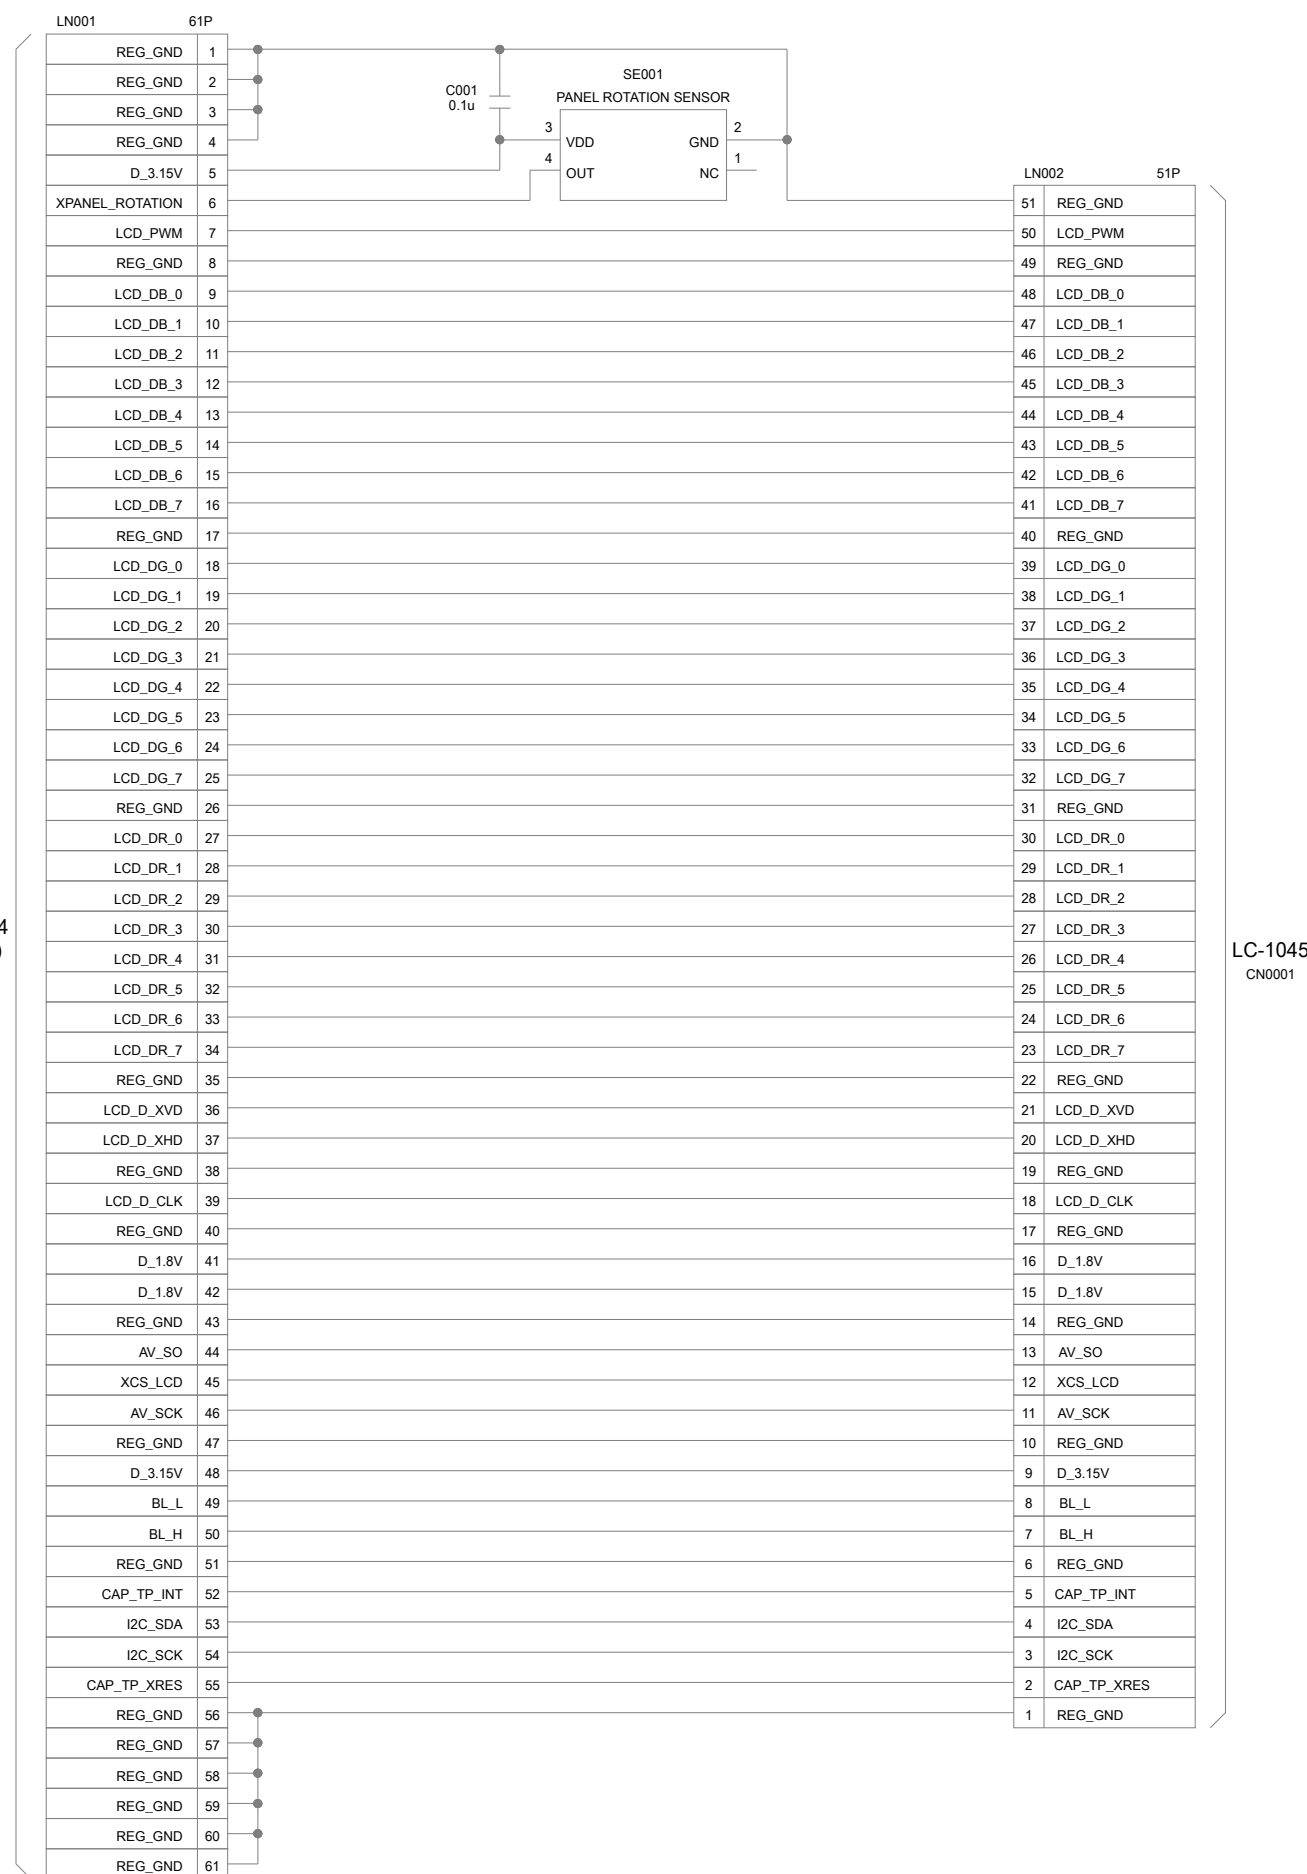 LN001 61P
REG_GND 1
REG_GND 2
REG_GND 3
REG_GND 4
D_3.15V 5
XPANEL_ROTATION 6
LCD_PWM 7
REG_GND 8
LCD_DB_0 9
LCD_DB_1 10
LCD_DB_2 11
LCD_DB_3 12
LCD_DB_4 13
LCD_DB_5 14
LCD_DB_6 15
LCD_DB_7 16
REG_GND 17
LCD_DG_0 18
LCD_DG_1 19
LCD_DG_2 20
LCD_DG_3 21
LCD_DG_4 22
LCD_DG_5 23
LCD_DG_6 24
LCD_DG_7 25
REG_GND 26
LCD_DR_0 27
LCD_DR_1 28
LCD_DR_2 29
LCD_DR_3 30
LCD_DR_4 31
LCD_DR_5 32
LCD_DR_6 33
LCD_DR_7 34
REG_GND 35
LCD_D_XVD 36
LCD_D_XHD 37
REG_GND 38
LCD_D_CLK 39
REG_GND 40
D_1.8V 41
D_1.8V 42
REG_GND 43
AV_SO 44
XCS_LCD 45
AV_SCK 46
REG_GND 47
D_3.15V 48
BL_L 49
BL_H 50
REG_GND 51
CAP_TP_INT 52
I2C_SDA 53
I2C_SCK 54
CAP_TP_XRES 55
REG_GND 56
REG_GND 57
REG_GND 58
REG_GND 59
REG_GND 60
REG_GND 61
C001
0.1u
SE001
PANEL ROTATION SENSOR
3 VDD GND 2
4 OUT NC 1
LN002 51P
51 REG_GND
50 LCD_PWM
49 REG_GND
48 LCD_DB_0
47 LCD_DB_1
46 LCD_DB_2
45 LCD_DB_3
44 LCD_DB_4
43 LCD_DB_5
42 LCD_DB_6
41 LCD_DB_7
40 REG_GND
39 LCD_DG_0
38 LCD_DG_1
37 LCD_DG_2
36 LCD_DG_3
35 LCD_DG_4
34 LCD_DG_5
33 LCD_DG_6
32 LCD_DG_7
31 REG_GND
30 LCD_DR_0
29 LCD_DR_1
28 LCD_DR_2
27 LCD_DR_3
26 LCD_DR_4
25 LCD_DR_5
24 LCD_DR_6
23 LCD_DR_7
22 REG_GND
21 LCD_D_XVD
20 LCD_D_XHD
19 REG_GND
18 LCD_D_CLK
17 REG_GND
16 D_1.8V
15 D_1.8V
14 REG_GND
13 AV_SO
12 XCS_LCD
11 AV_SCK
10 REG_GND
9 D_3.15V
8 BL_L
7 BL_H
6 REG_GND
5 CAP_TP_INT
4 I2C_SDA
3 I2C_SCK
2 CAP_TP_XRES
1 REG_GND
LC-1045
CN0001